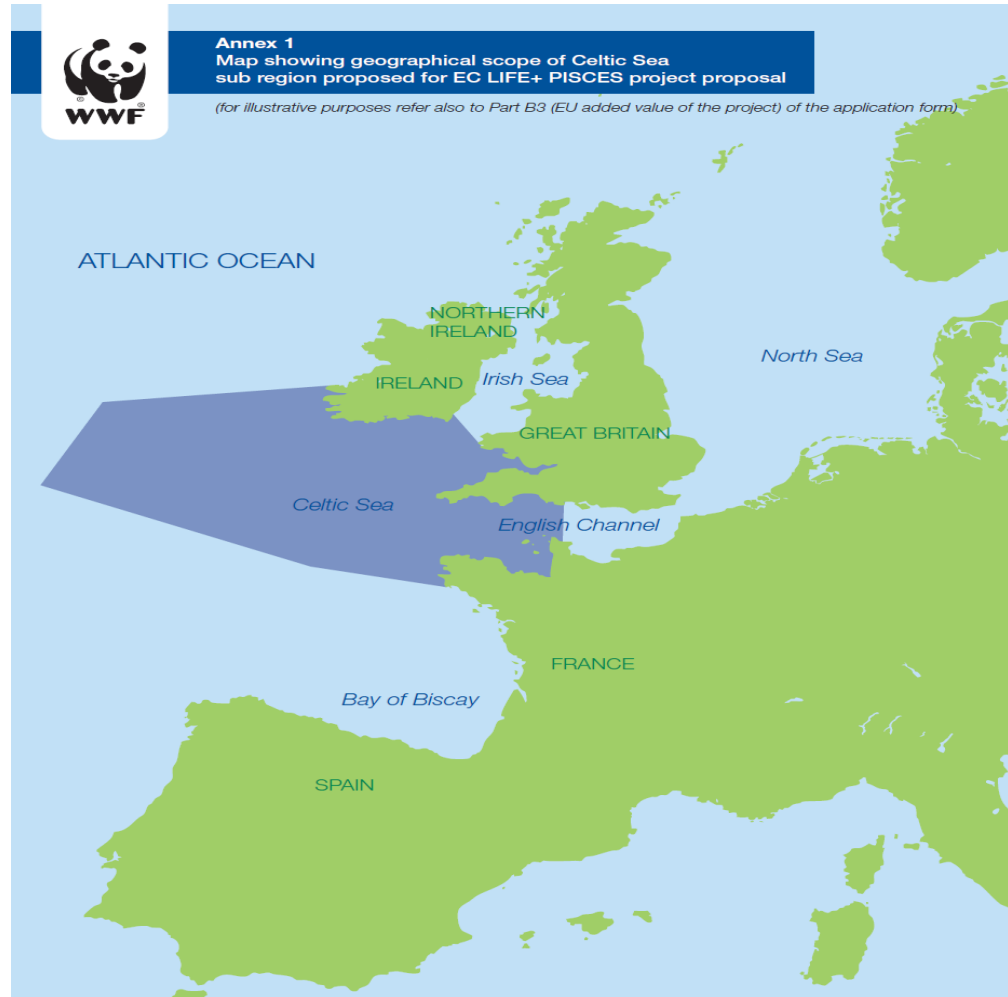 Annex 1
Map showing geographical scope of Celtic Sea
sub region proposed for EC LIFE+ PISCES project proposal
(for illustrative purposes refer also to Part B3 (EU added value of the project) of the application form)
© ®
WWF
ATLANTIC OCEAN
NORTHERN
IRELAND
North Sea
IRELAND
Irish Sea
GREAT BRITAIN
Celtic Sea
English Channel
FRANCE
Bay of Biscay
SPAIN